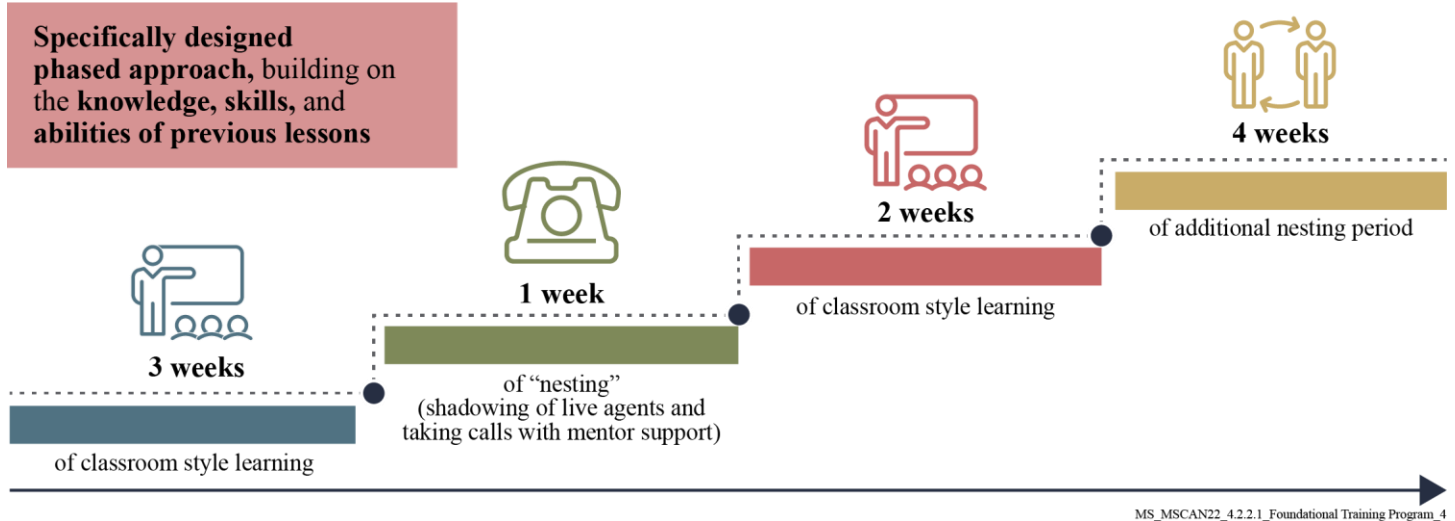 Specifically designed
phased approach, building on
the knowledge, skills, and
abilities of previous lessons
3 weeks
of classroom style learning
1 week
of “nesting”
(shadowing of live agents and
taking calls with mentor support)
2 weeks
of classroom style learning
4 weeks
of additional nesting period
MS_MSCAN22_4.2.2.1_Foundational Training Program_4